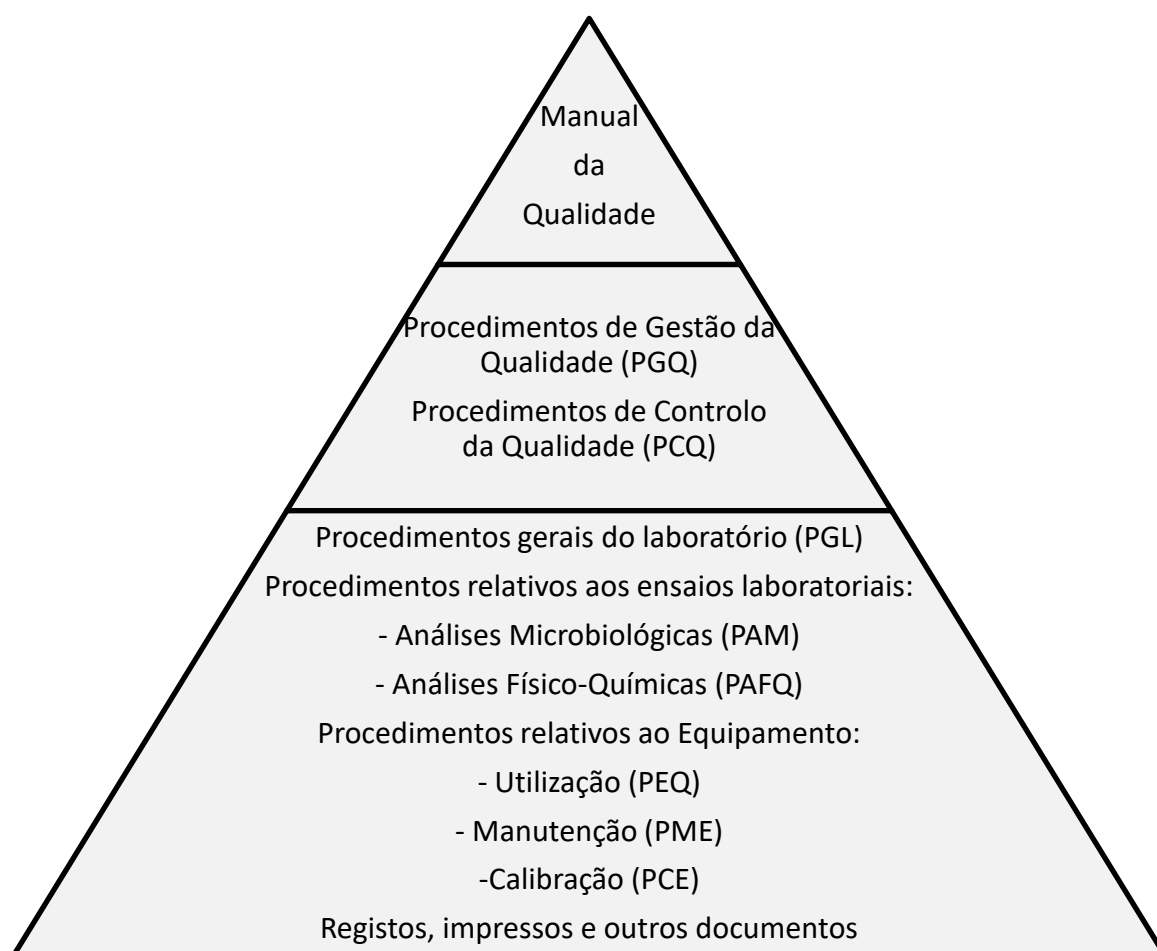 Manual
da
Qualidade
Procedimentos de Gestão da
Qualidade (PGQ)
Procedimentos de Controlo
da Qualidade (PCQ)
Procedimentos gerais do laboratório (PGL)
Procedimentos relativos aos ensaios laboratoriais:
- Análises Microbiológicas (PAM)
- Análises Físico-Químicas (PAFQ)
Procedimentos relativos ao Equipamento:
- Utilização (PEQ)
- Manutenção (PME)
-Calibração (PCE)
Registos, impressos e outros documentos